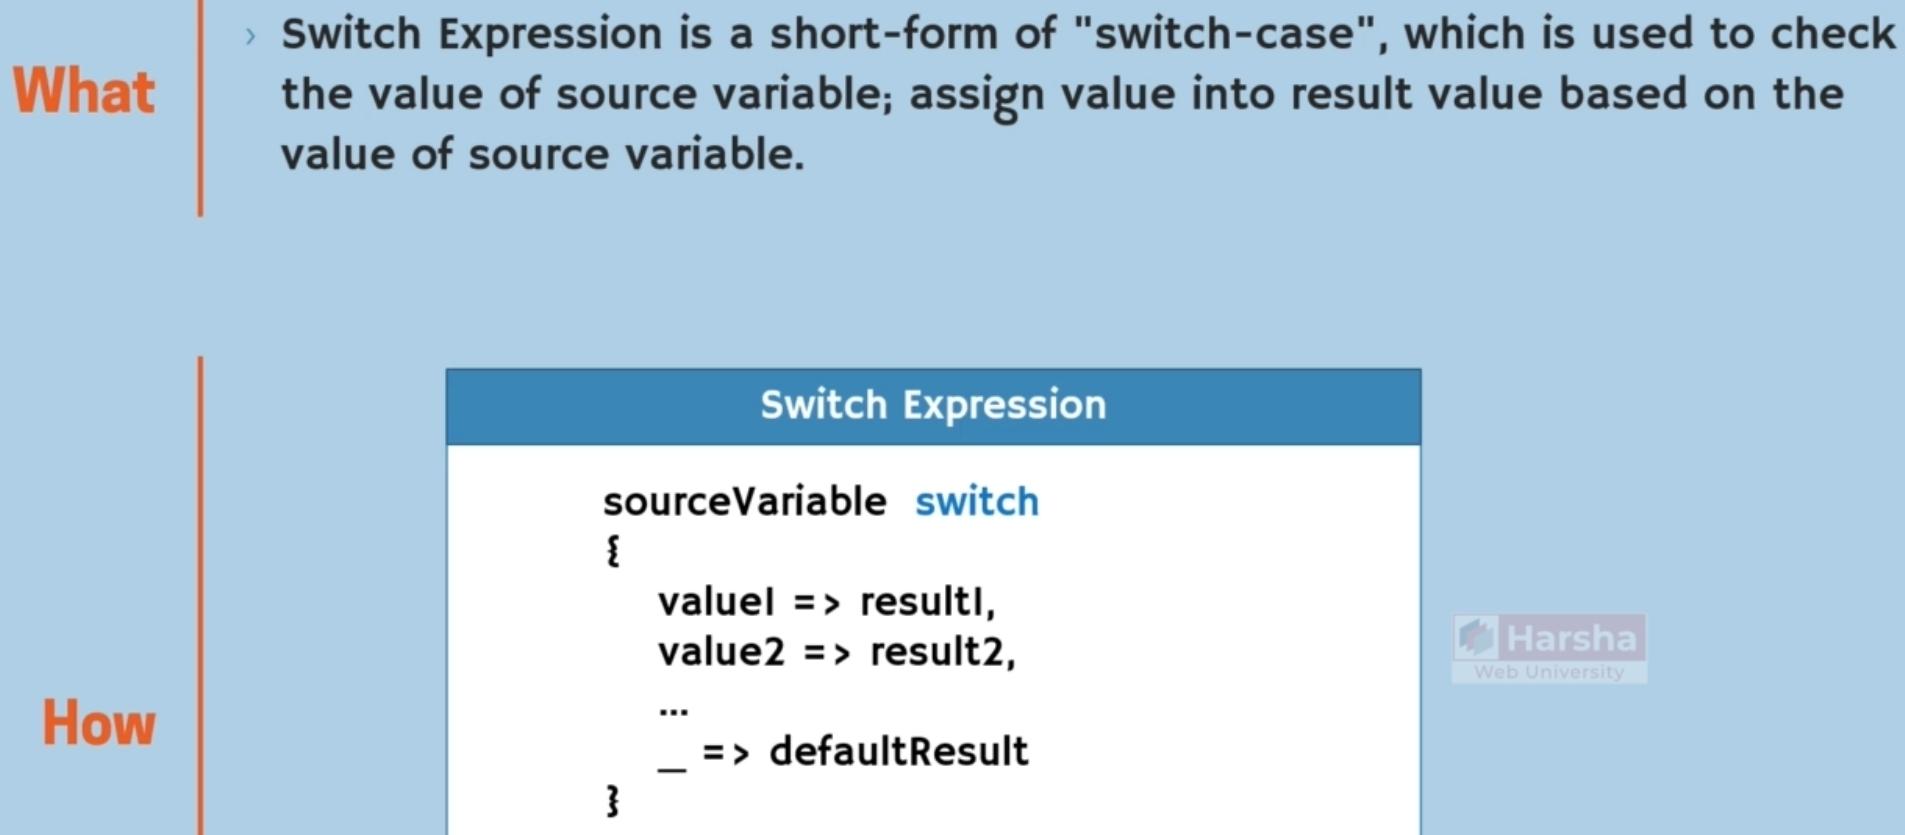 What
› Switch Expression is a short-form of "switch-case", which is used to check
the value of source variable; assign value into result value based on the
value of source variable.
How
Switch Expression
sourceVariable switch
{
value1 => result1,
value2 => result2,
...
_ => defaultResult
}
Harsha
Web University